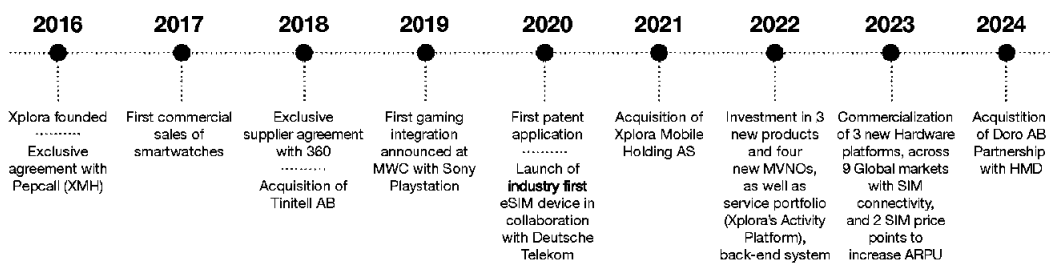 2016
2017
2018
2019
2020
2021
2022
2023
2024
Xplora founded
Exclusive
agreement with
Pepcall (XMH)
First commercial
sales of
smartwatches
Exclusive
supplier agreement
with 360
Acquisition of
Tinitell AB
First gaming
integration
announced at
MWC with Sony
Playstation
First patent
application
Launch of
industry first
eSIM device in
collaboration
with Deutsche
Telekom
Acquisition of
Xplora Mobile
Holding AS
Investment in 3
new products
and four
new MVNOs,
as well as
service portfolio
(Xplora's Activity
Platform),
back-end system
Commercialization
of 3 new Hardware
platforms, across
9 Global markets
with SIM
connectivity,
and 2 SIM price
points to
increase ARPU
Acquistition
of Doro AB
Partnership
with HMD